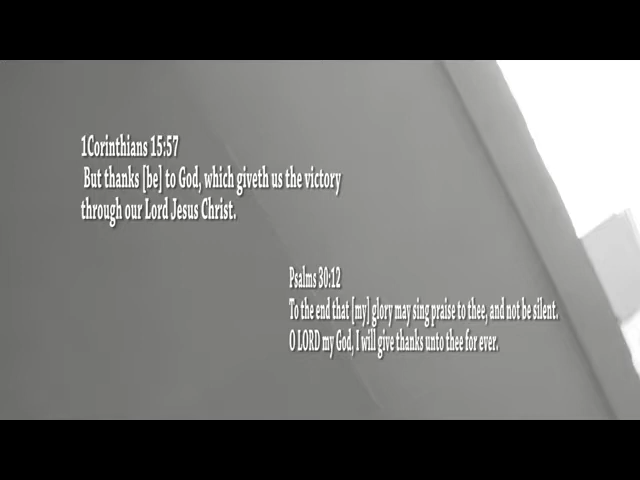 1Corinthians 15:57
But thanks [be] to God, which giveth us the victory
through our Lord Jesus Christ.
Psalms 30:12
To the end that [my] glory may sing praise to thee, and not be silent.
O LORD my God, I will give thanks unto thee for ever.